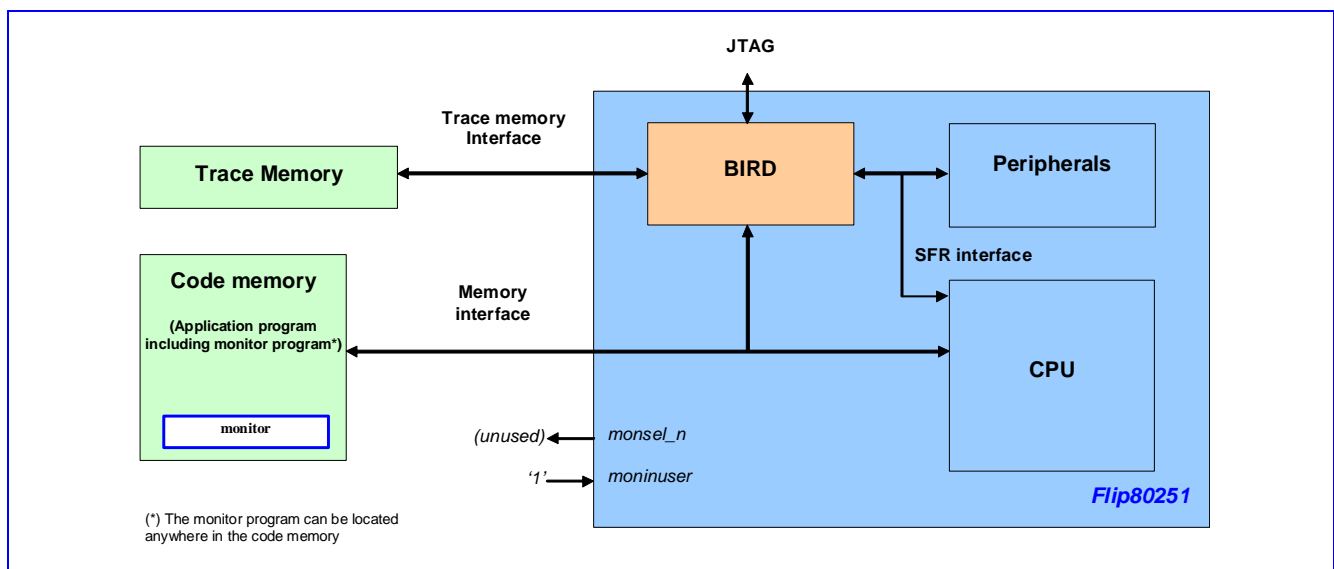 JTAG
Trace memory
Interface
Trace Memory
BIRD
Peripherals
SFR interface
Code memory
(Application program
including monitor program*)
monitor
Memory
interface
CPU
(unused)
monsel_n
‘1’
moninuser
Flip80251
(*) The monitor program can be located
anywhere in the code memory